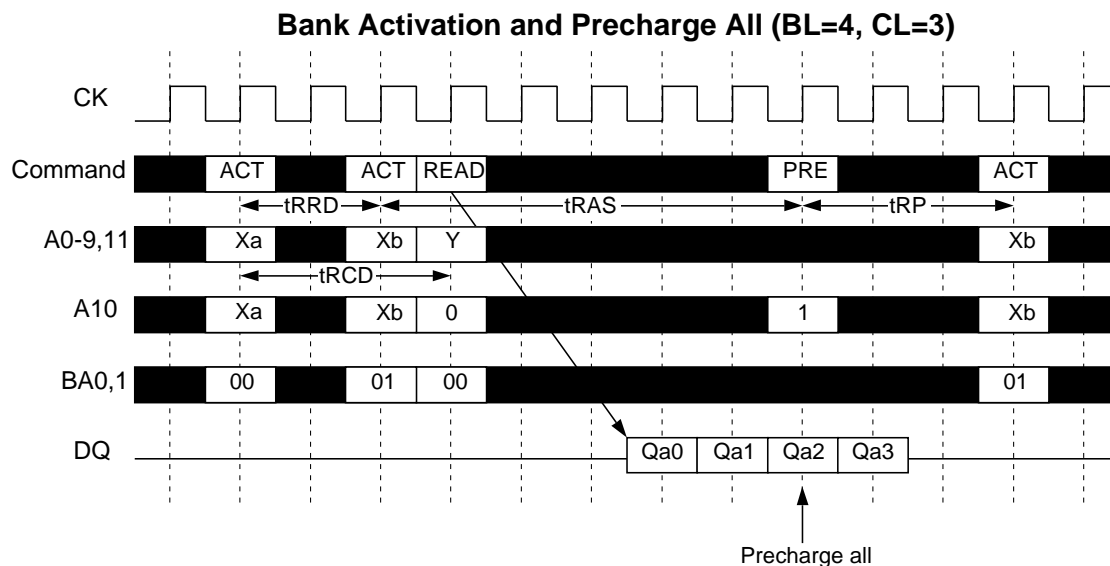 Bank Activation and Precharge All (BL=4, CL=3)
CK
Command ACT ACT READ PRE ACT
tRRD tRAS tRP
A0-9,11 Xa Xb Y Xb
tRCD
A10 Xa Xb 0 1 Xb
BA0,1 00 01 00 01
DQ Qa0 Qa1 Qa2 Qa3
Precharge all